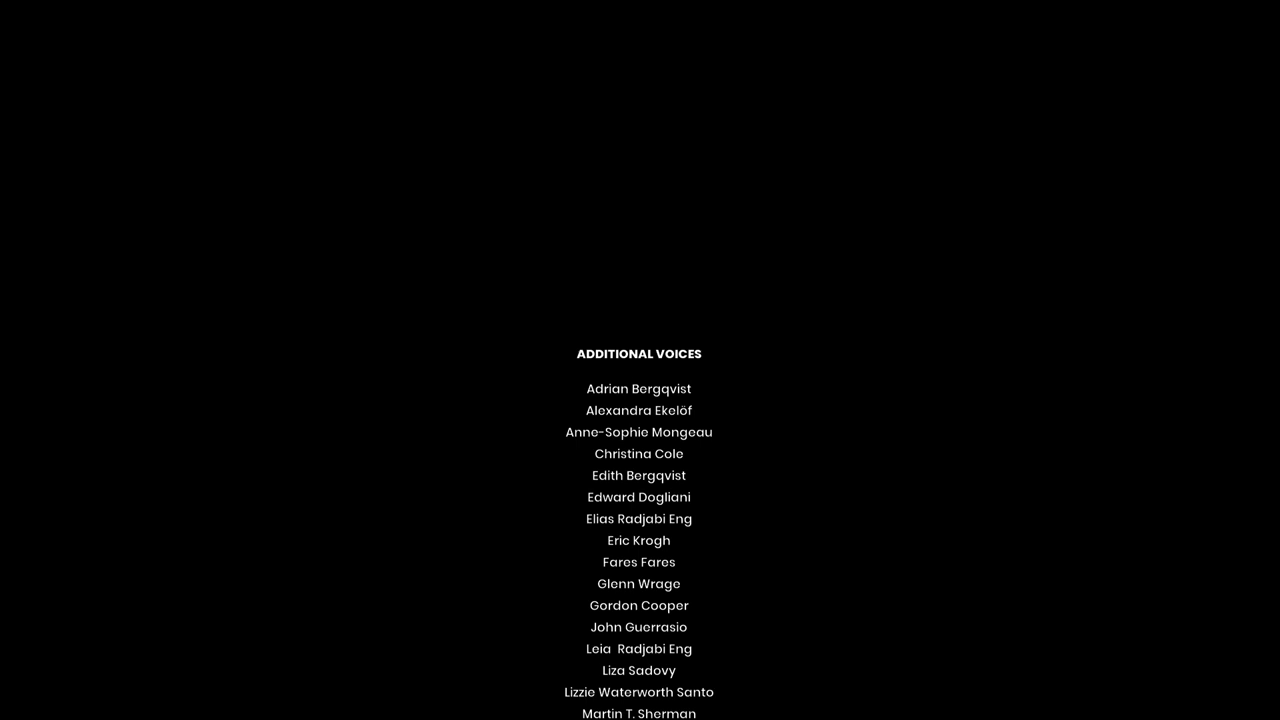 ADDITIONAL VOICES
Adrian Bergqvist
Alexandra Ekelöf
Anne-Sophie Mongeau
Christina Cole
Edith Bergqvist
Edward Dogliani
Elias Radjabi Eng
Eric Krogh
Fares Fares
Glenn Wrage
Gordon Cooper
John Guerrasio
Leia  Radjabi Eng
Liza Sadovy
Lizzie Waterworth Santo
Martin T. Sherman